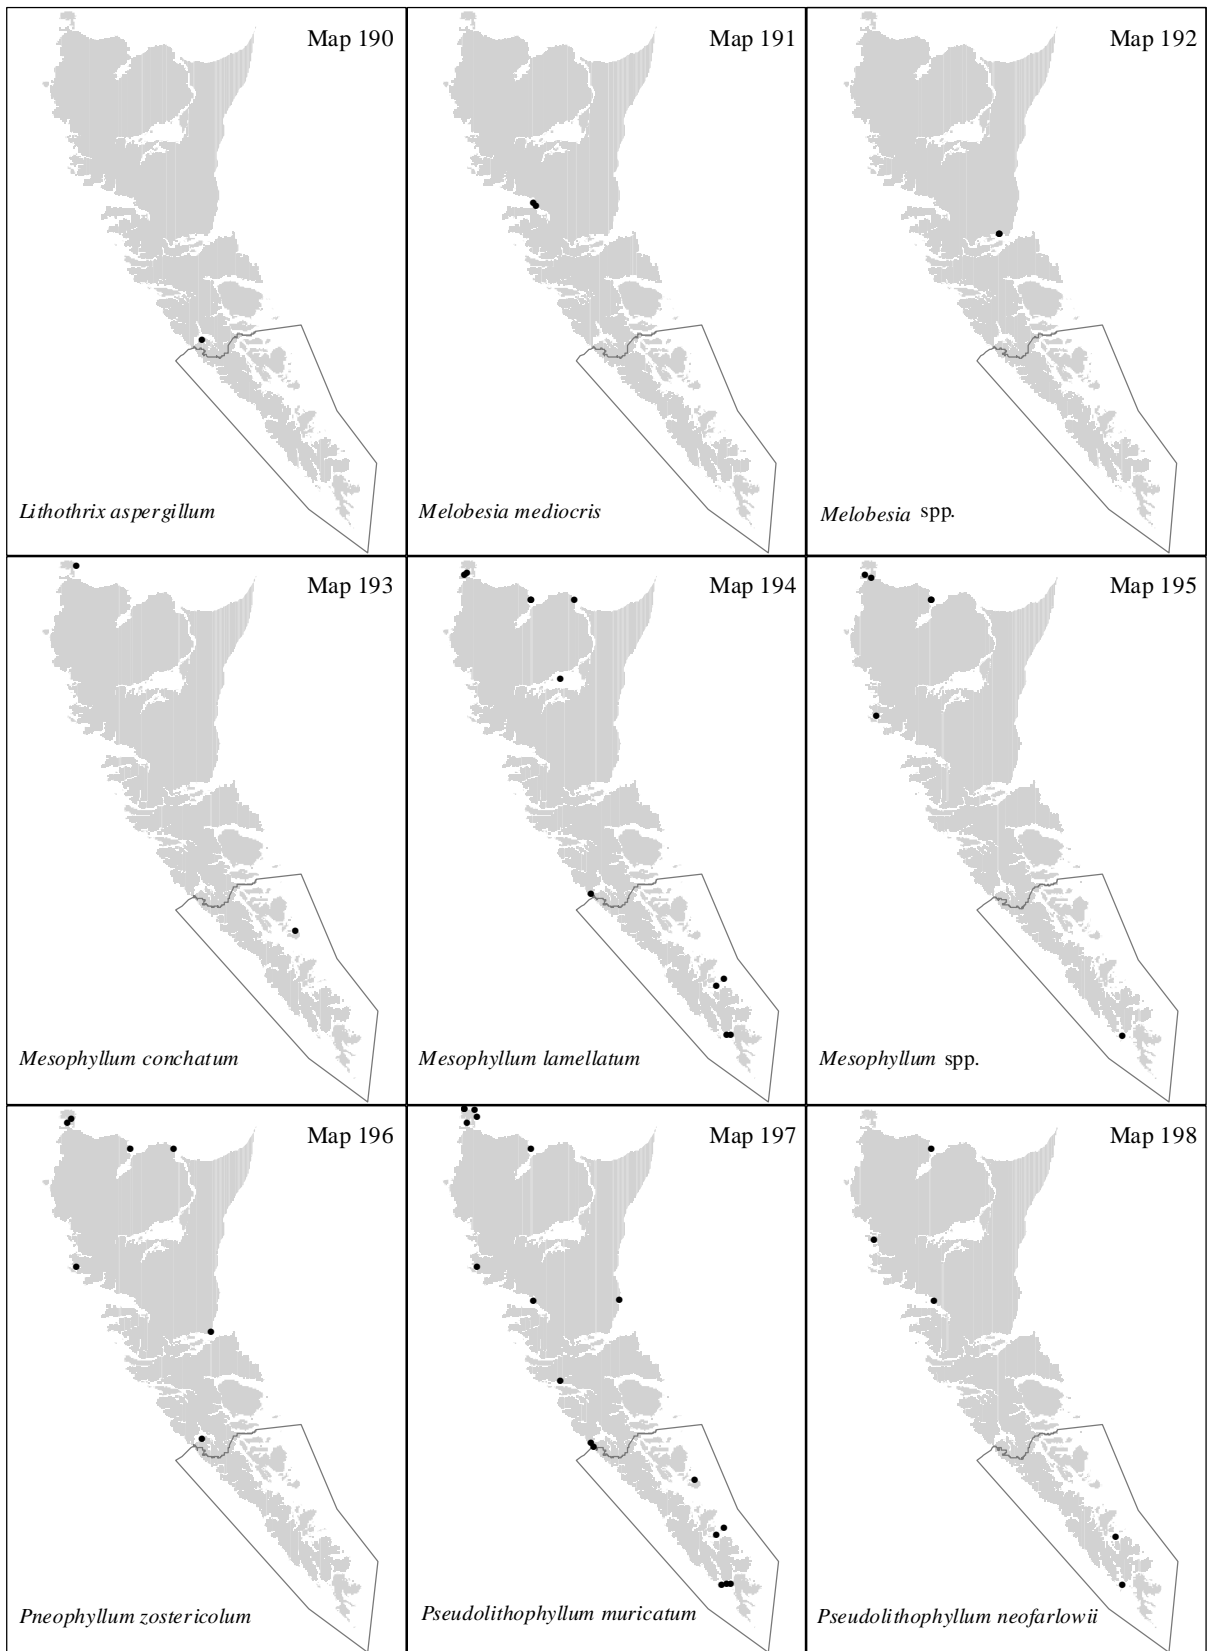 Map 190
Lithothrix aspergillum
Map 191
Melobesia mediocris
Map 192
Melobesia spp.
Map 193
Mesophyllum conchatum
Map 194
Mesophyllum lamellatum
Map 195
Mesophyllum spp.
Map 196
Pneophyllum zostericolum
Map 197
Pseudolithophyllum muricatum
Map 198
Pseudolithophyllum neofarlowii